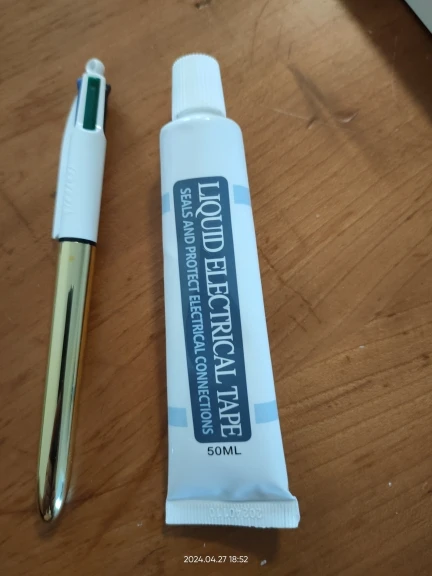 LIQUID ELECTRICAL TAPE
SEALS AND PROTECT ELECTRICAL CONNECTIONS
50ML
2024.04.27 18:52